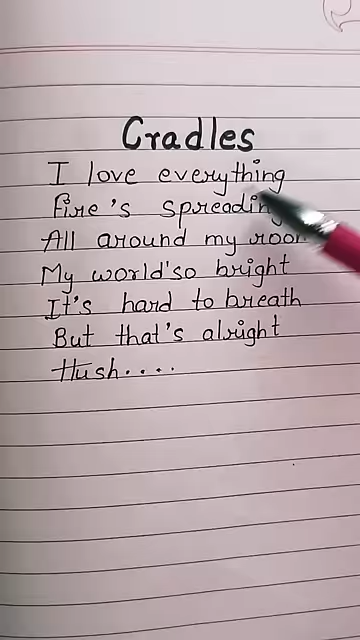 Cradles
I love everything
Fire's spreading
All around my room
My world'so bright
It's hard to breath
But that's alright
Hush....